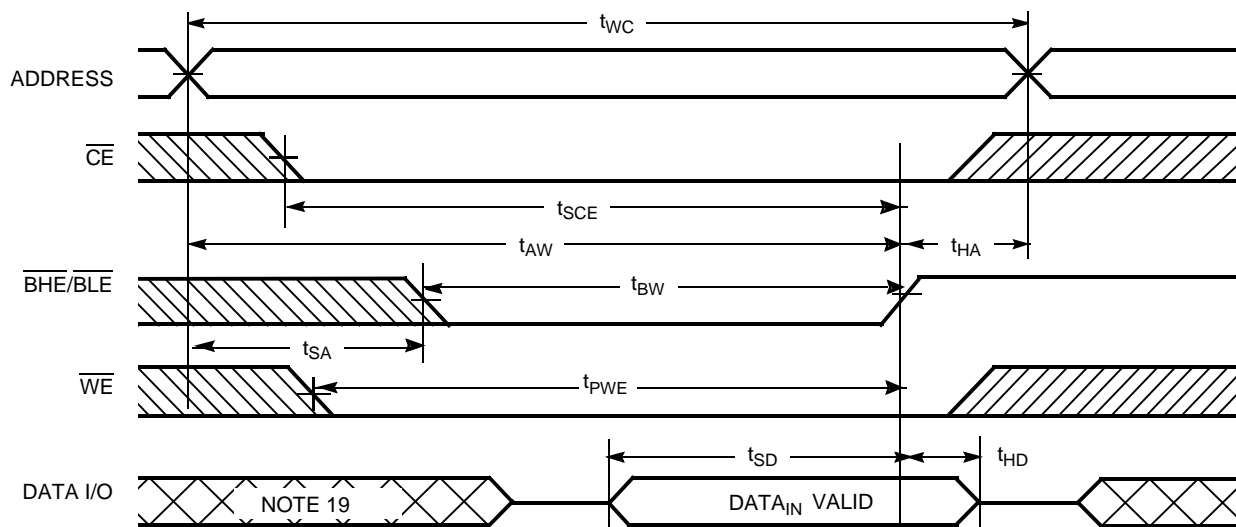 tWC
ADDRESS
CE
tSCE
tAW
tHA
BHE/BLE
tBW
tSA
WE
tPWE
tSD
tHD
DATA I/O
NOTE 19
DATAIN VALID